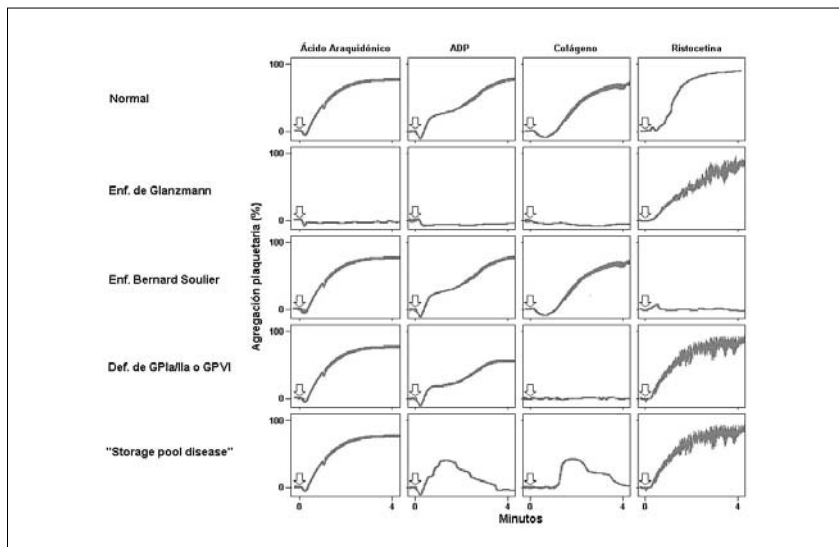 Ácido Araquidónico ADP Colágeno Ristocetina
Normal
100
0
Enf. de Glanzmann
100
0
Enf. Bernard Soulier
100
0
Def. de GPIa/IIa o GPVI
100
0
"Storage pool disease"
100
0
Agregación plaquetaria (%)
0 4 0 4 0 4 0 4
Minutos